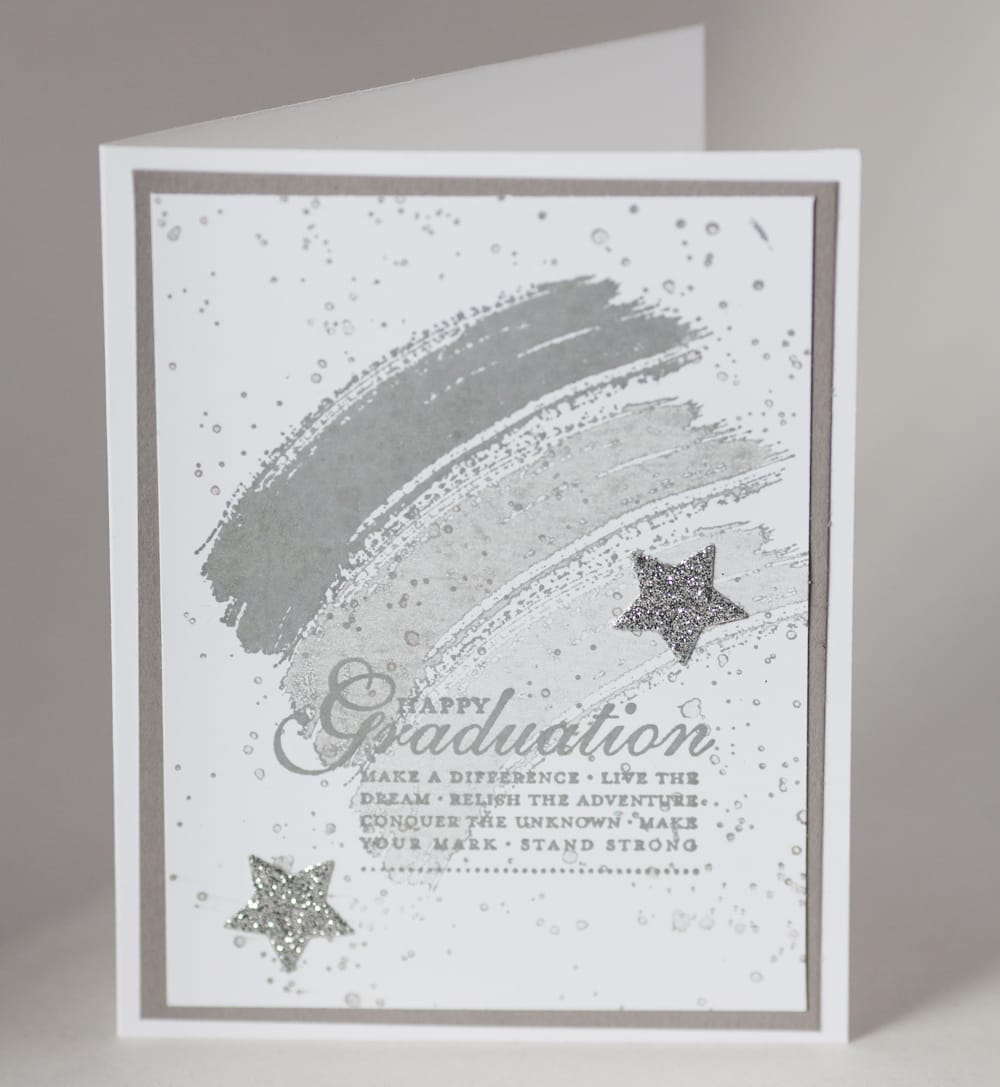 HAPPY
Graduation
MAKE A DIFFERENCE • LIVE THE
DREAM • RELISH THE ADVENTURE •
CONQUER THE UNKNOWN • MAKE
YOUR MARK • STAND STRONG